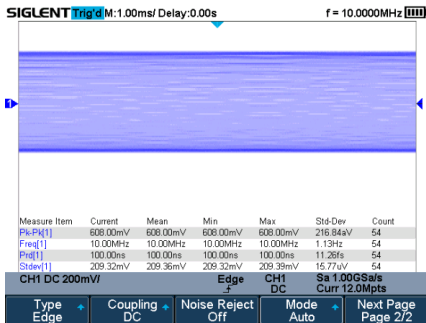 SIGLENT Trig'd M:1.00ms/ Delay:0.00s f = 10.0000MHz
1
Measure Item Current Mean Min Max Std-Dev Count
Pk-Pk[1] 608.00mV 608.00mV 608.00mV 608.00mV 216.84aV 54
Freq[1] 10.00MHz 10.00MHz 10.00MHz 10.00MHz 1.13Hz 54
Prd[1] 100.00ns 100.00ns 100.00ns 100.00ns 11.26fs 54
Stdev[1] 209.32mV 209.36mV 209.32mV 209.39mV 15.77uV 54
CH1 DC 200mV/ Edge CH1 Sa 1.00GSa/s
DC Curr 12.0Mpts
Type Coupling Noise Reject Mode Next Page
Edge DC Off Auto Page 2/2